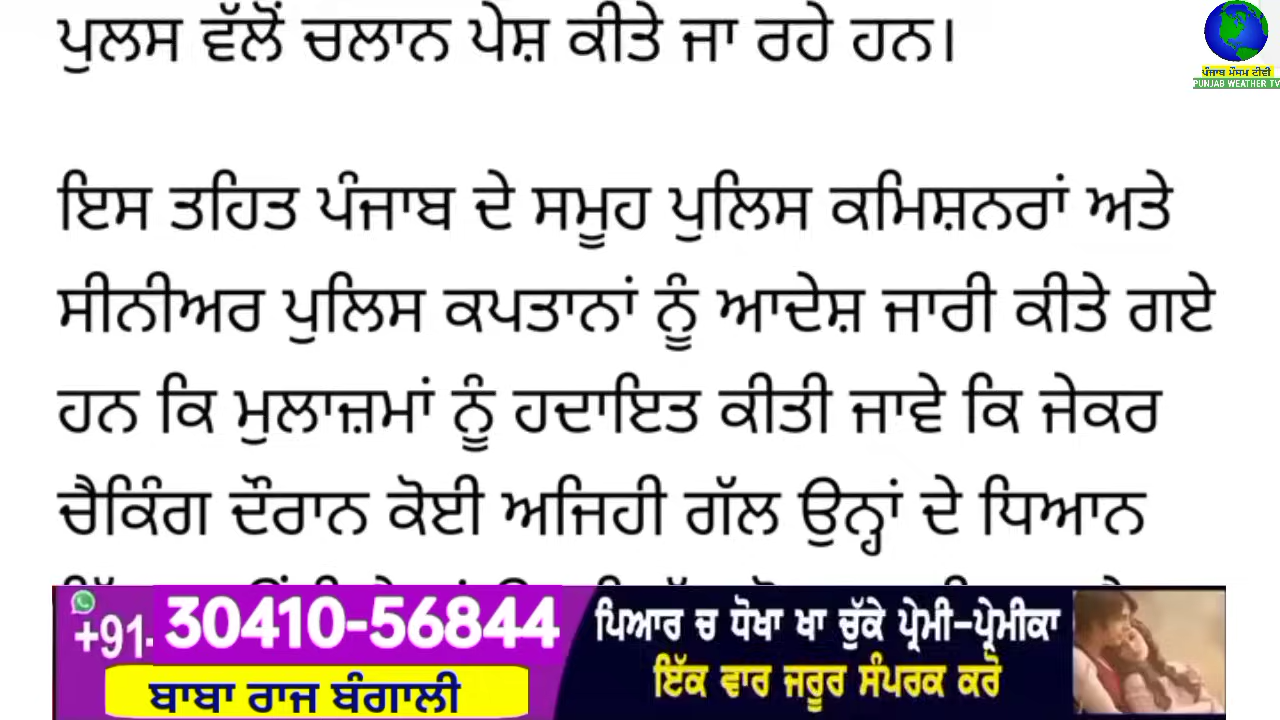 ਪੁਲਸ ਵੱਲੋਂ ਚਲਾਨ ਪੇਸ਼ ਕੀਤੇ ਜਾ ਰਹੇ ਹਨ।
ਪੰਜਾਬ ਮੌਸਮ ਟੀਵੀ
PUNJAB WEATHER TV
ਇਸ ਤਹਿਤ ਪੰਜਾਬ ਦੇ ਸਮੂਹ ਪੁਲਿਸ ਕਮਿਸ਼ਨਰਾਂ ਅਤੇ
ਸੀਨੀਅਰ ਪੁਲਿਸ ਕਪਤਾਨਾਂ ਨੂੰ ਆਦੇਸ਼ ਜਾਰੀ ਕੀਤੇ ਗਏ
ਹਨ ਕਿ ਮੁਲਾਜ਼ਮਾਂ ਨੂੰ ਹਦਾਇਤ ਕੀਤੀ ਜਾਵੇ ਕਿ ਜੇਕਰ
ਚੈਕਿੰਗ ਦੌਰਾਨ ਕੋਈ ਅਜਿਹੀ ਗੱਲ ਉਨ੍ਹਾਂ ਦੇ ਧਿਆਨ
+91-30410-56844
ਬਾਬਾ ਰਾਜ ਬੰਗਾਲੀ
ਪਿਆਰ ਚ ਧੋਖਾ ਖਾ ਚੁੱਕੇ ਪ੍ਰੇਮੀ-ਪ੍ਰੇਮੀਕਾ
ਇੱਕ ਵਾਰ ਜਰੂਰ ਸੰਪਰਕ ਕਰੋ